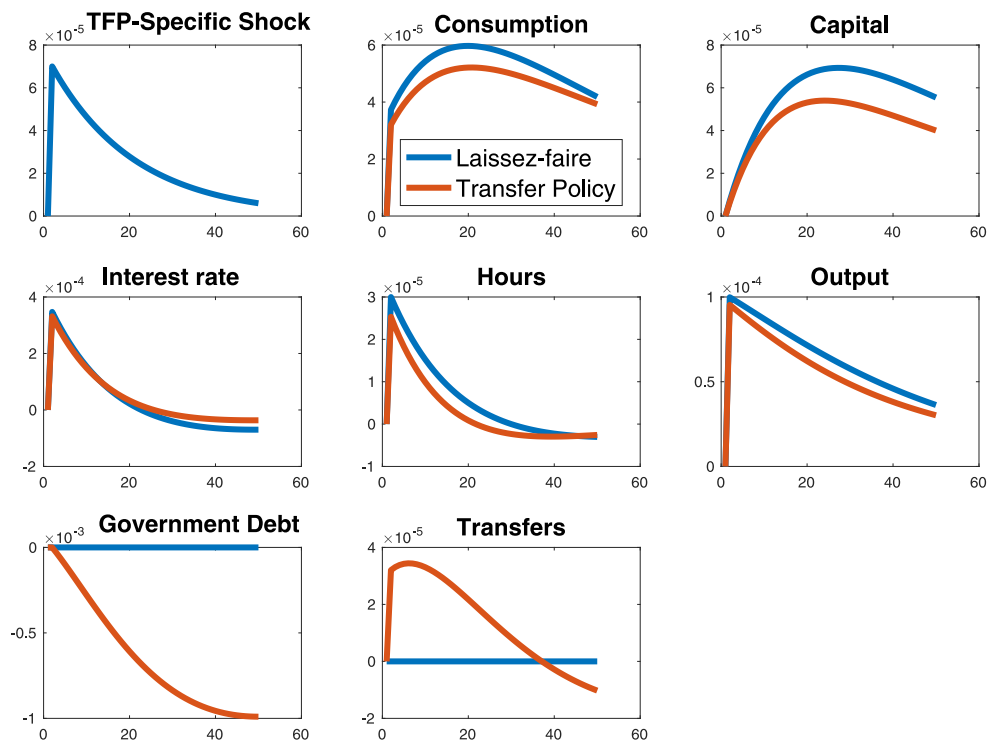 TFP-Specific Shock
×10⁻⁵
8
6
4
2
0
0 20 40 60
Consumption
×10⁻⁵
6
4
2
0
0 20 40 60
Laissez-faire
Transfer Policy
Capital
×10⁻⁵
8
6
4
2
0
0 20 40 60
Interest rate
×10⁻⁴
4
2
0
-2
0 20 40 60
Hours
×10⁻⁵
3
2
1
0
-1
0 20 40 60
Output
×10⁻⁴
1
0.5
0
0 20 40 60
Government Debt
×10⁻³
0
-0.5
-1
0 20 40 60
Transfers
×10⁻⁵
4
2
0
-2
0 20 40 60